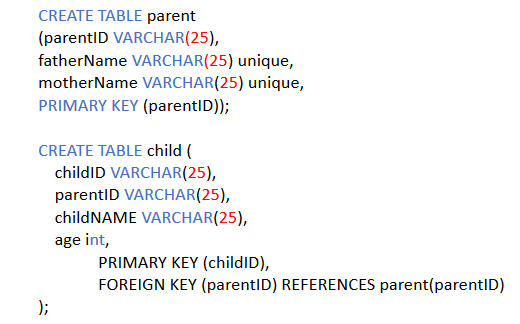 CREATE TABLE parent
(parentID VARCHAR(25),
fatherName VARCHAR(25) unique,
motherName VARCHAR(25) unique,
PRIMARY KEY (parentID));
CREATE TABLE child (
childID VARCHAR(25),
parentID VARCHAR(25),
childNAME VARCHAR(25),
age int,
PRIMARY KEY (childID),
FOREIGN KEY (parentID) REFERENCES parent(parentID)
);